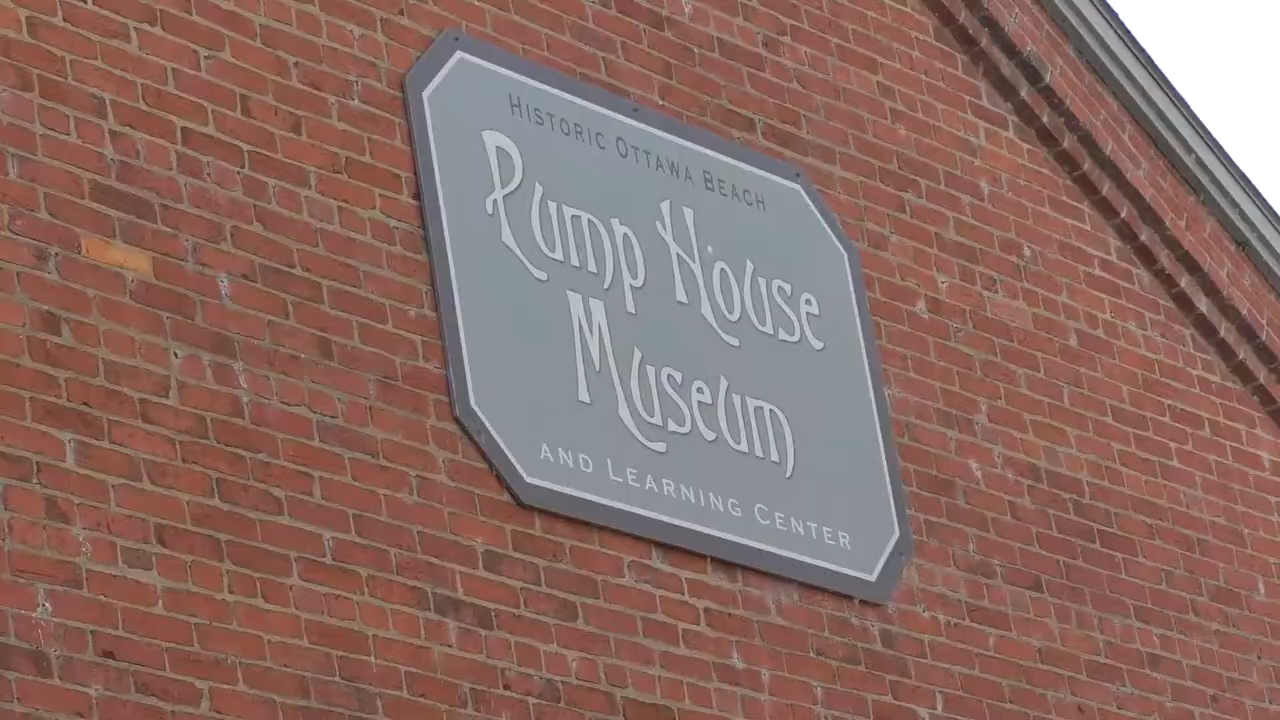 Historic Ottawa Beach
Pump House
Museum
and Learning Center